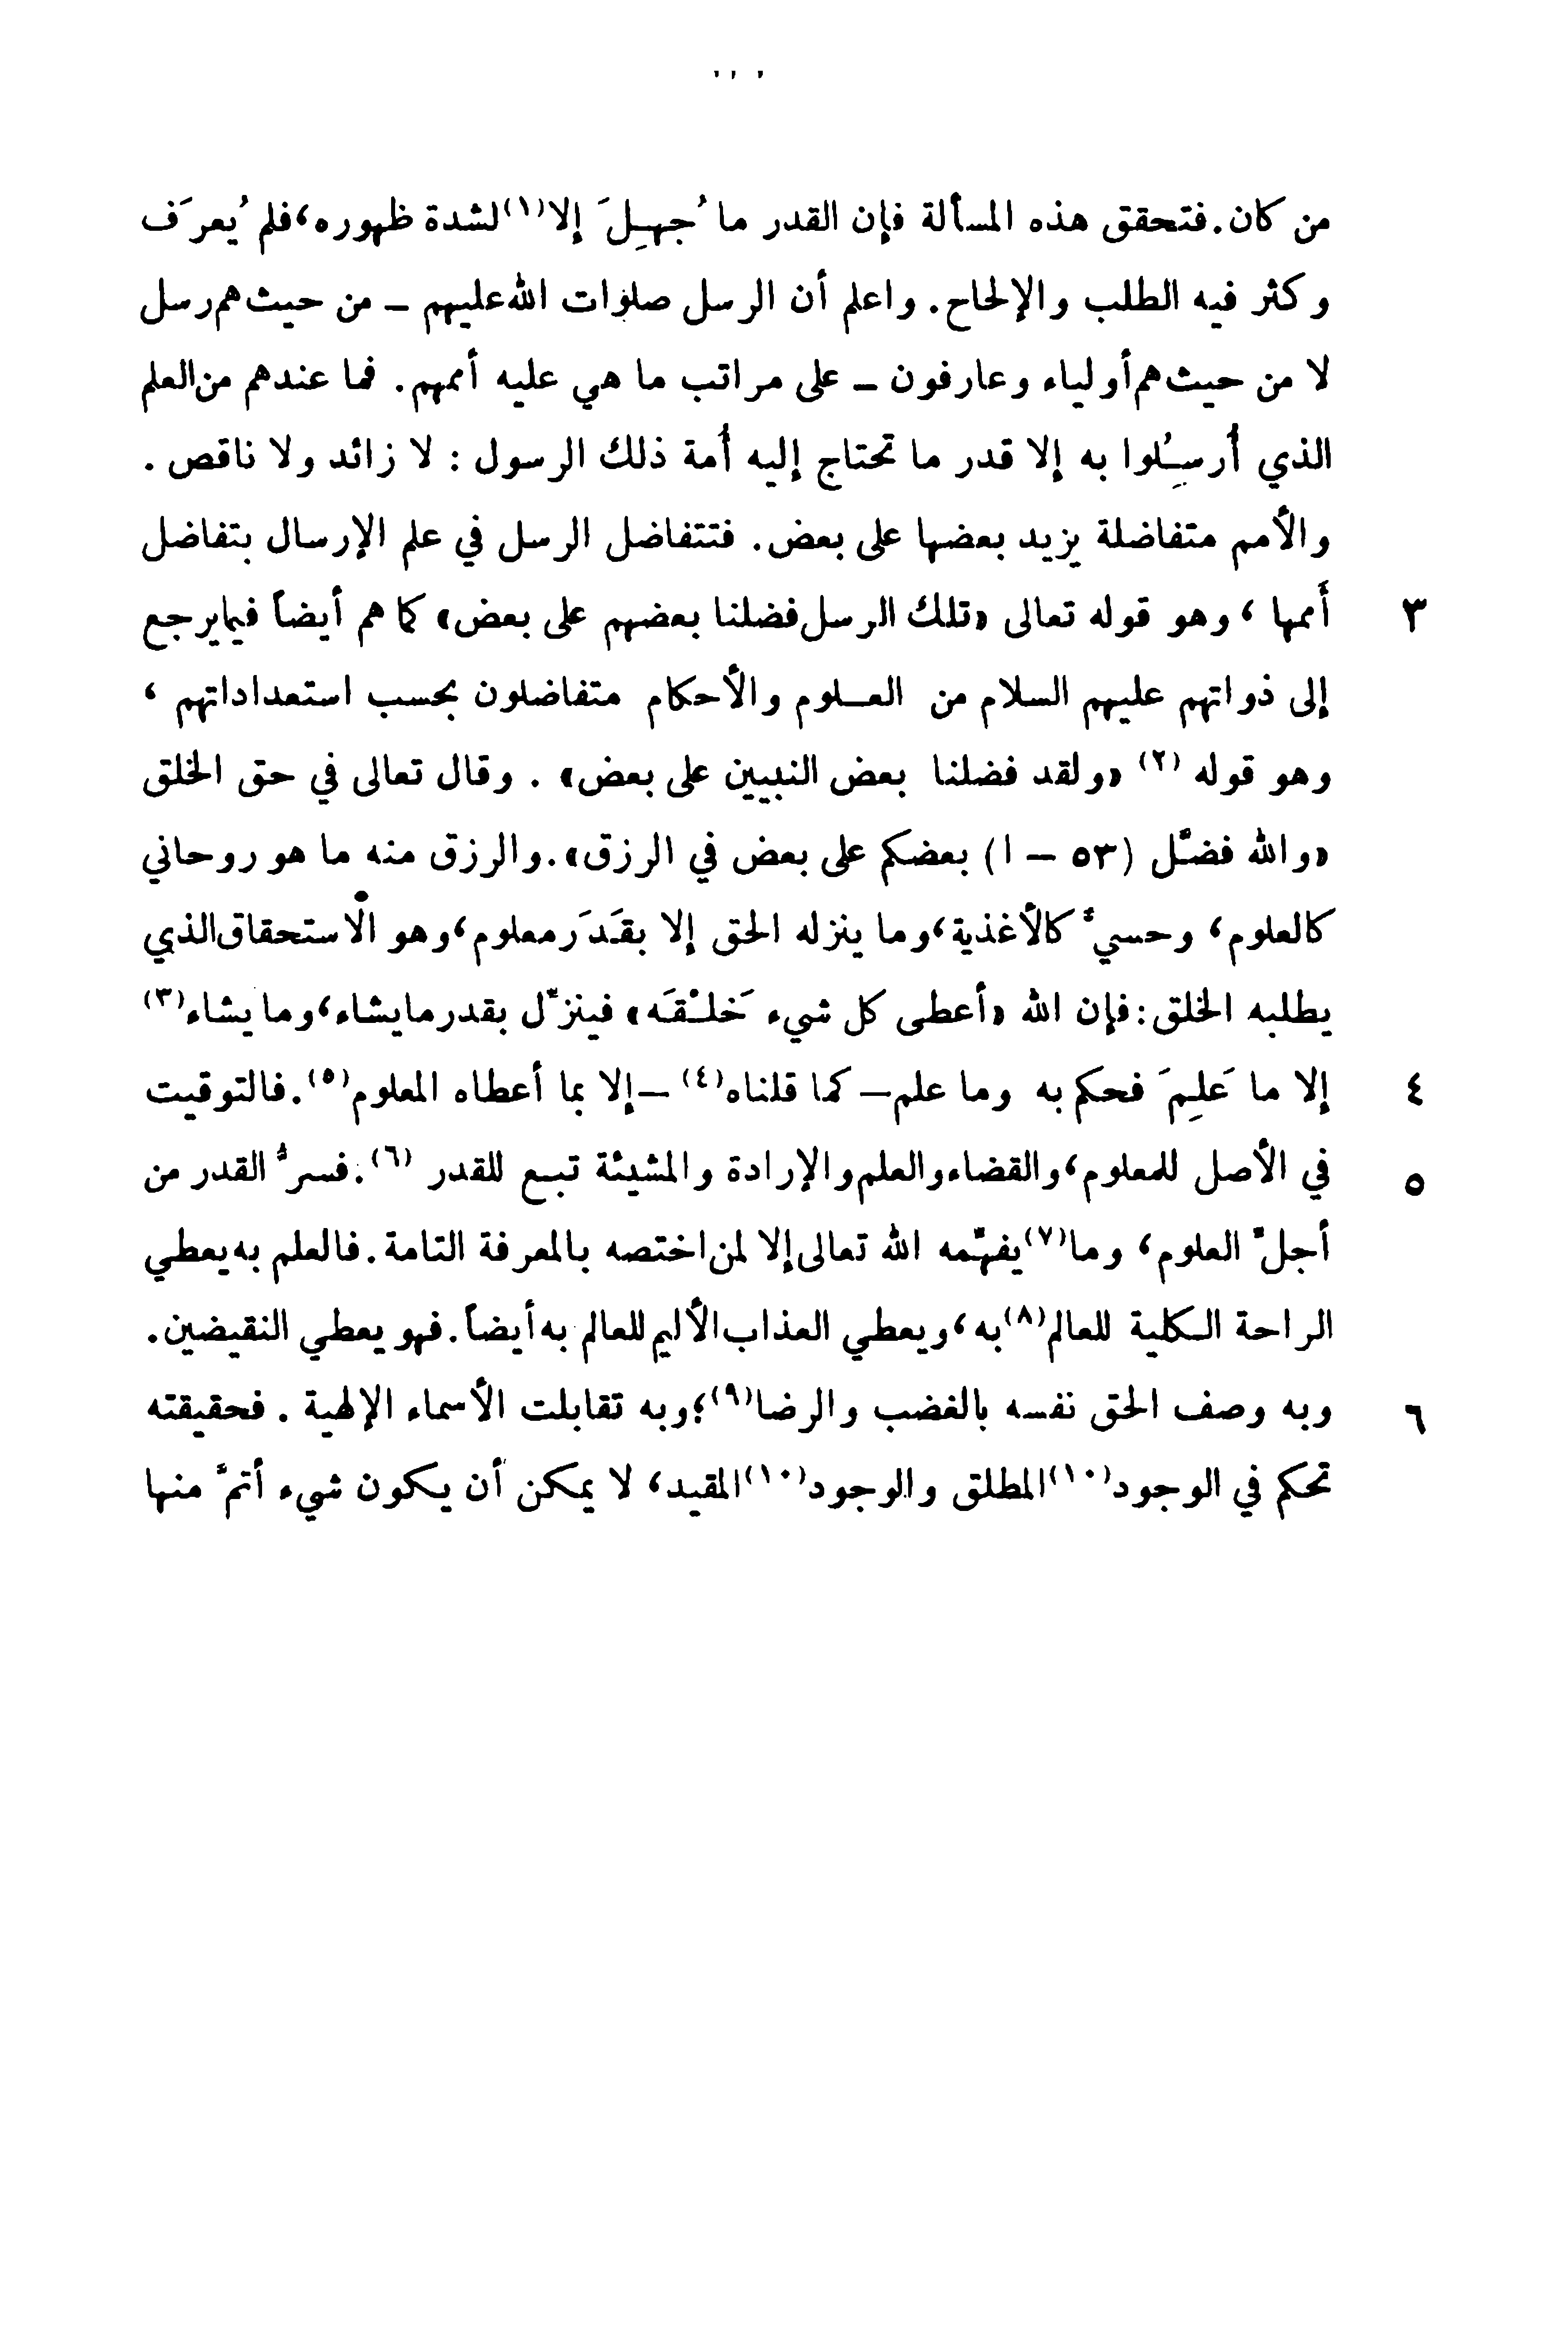 من كان. فتحقق هذه المسألة فإن القدر ما جُهِلَ إلا(١) لشدة ظهوره، فلم يُعرَف
وكثر فيه الطلب والإلحاح. واعلم أن الرسل صلوات الله عليهم – من حيث هم رسل
لا من حيث هم أولياء وعارفون – على مراتب ما هي عليه أممهم. فما عندهم من العلم
الذي أُرسِلُوا به إلا قدر ما تحتاج إليه أمة ذلك الرسول: لا زائد ولا ناقص.
والأمم متفاضلة يزيد بعضها على بعض. فتتفاضل الرسل في علم الإرسال بتفاضل
أممها، وهو قوله تعالى «تلك الرسل فضلنا بعضهم على بعض» كما هم أيضاً فيما يرجع ٣
إلى ذواتهم عليهم السلام من العلوم والأحكام متفاضلون بحسب استعداداتهم،
وهو قوله (٢) «ولقد فضلنا بعض النبيين على بعض». وقال تعالى في حق الخلق
«والله فضَّل (٥٣ – ا) بعضكم على بعض في الرزق». والرزق منه ما هو روحاني
كالعلوم، وحسيٌّ كالأغذية، وما ينزله الحق إلا بقَدَر معلوم، وهو الاستحقاق الذي
يطلبه الخلق: فإن الله «أعطى كل شيء خَلْقَه» فينزّل بقدر ما يشاء، وما يشاء(٣)
إلا ما عَلِمَ فحكم به وما علم – كما قلناه(٤) – إلا بما أعطاه المعلوم(٥). فالتوقيت ٤
في الأصل للمعلوم، والقضاء والعلم والإرادة والمشيئة تبع للقدر (٦). فسرُّ القدر من ٥
أجلّ العلوم، وما(٧) يفهّمه الله تعالى إلا لمن اختصه بالمعرفة التامة. فالعلم به يعطي
الراحة الكلية للعالم(٨) به، ويعطي العذاب الأليم للعالم به أيضاً. فهو يعطي النقيضين.
وبه وصف الحق نفسه بالغضب والرضا(٩)؛ وبه تقابلت الأسماء الإلهية. فحقيقته ٦
تحكم في الوجود(١٠) المطلق والوجود(١٠) المقيد، لا يمكن أن يكون شيء أتمَّ منها